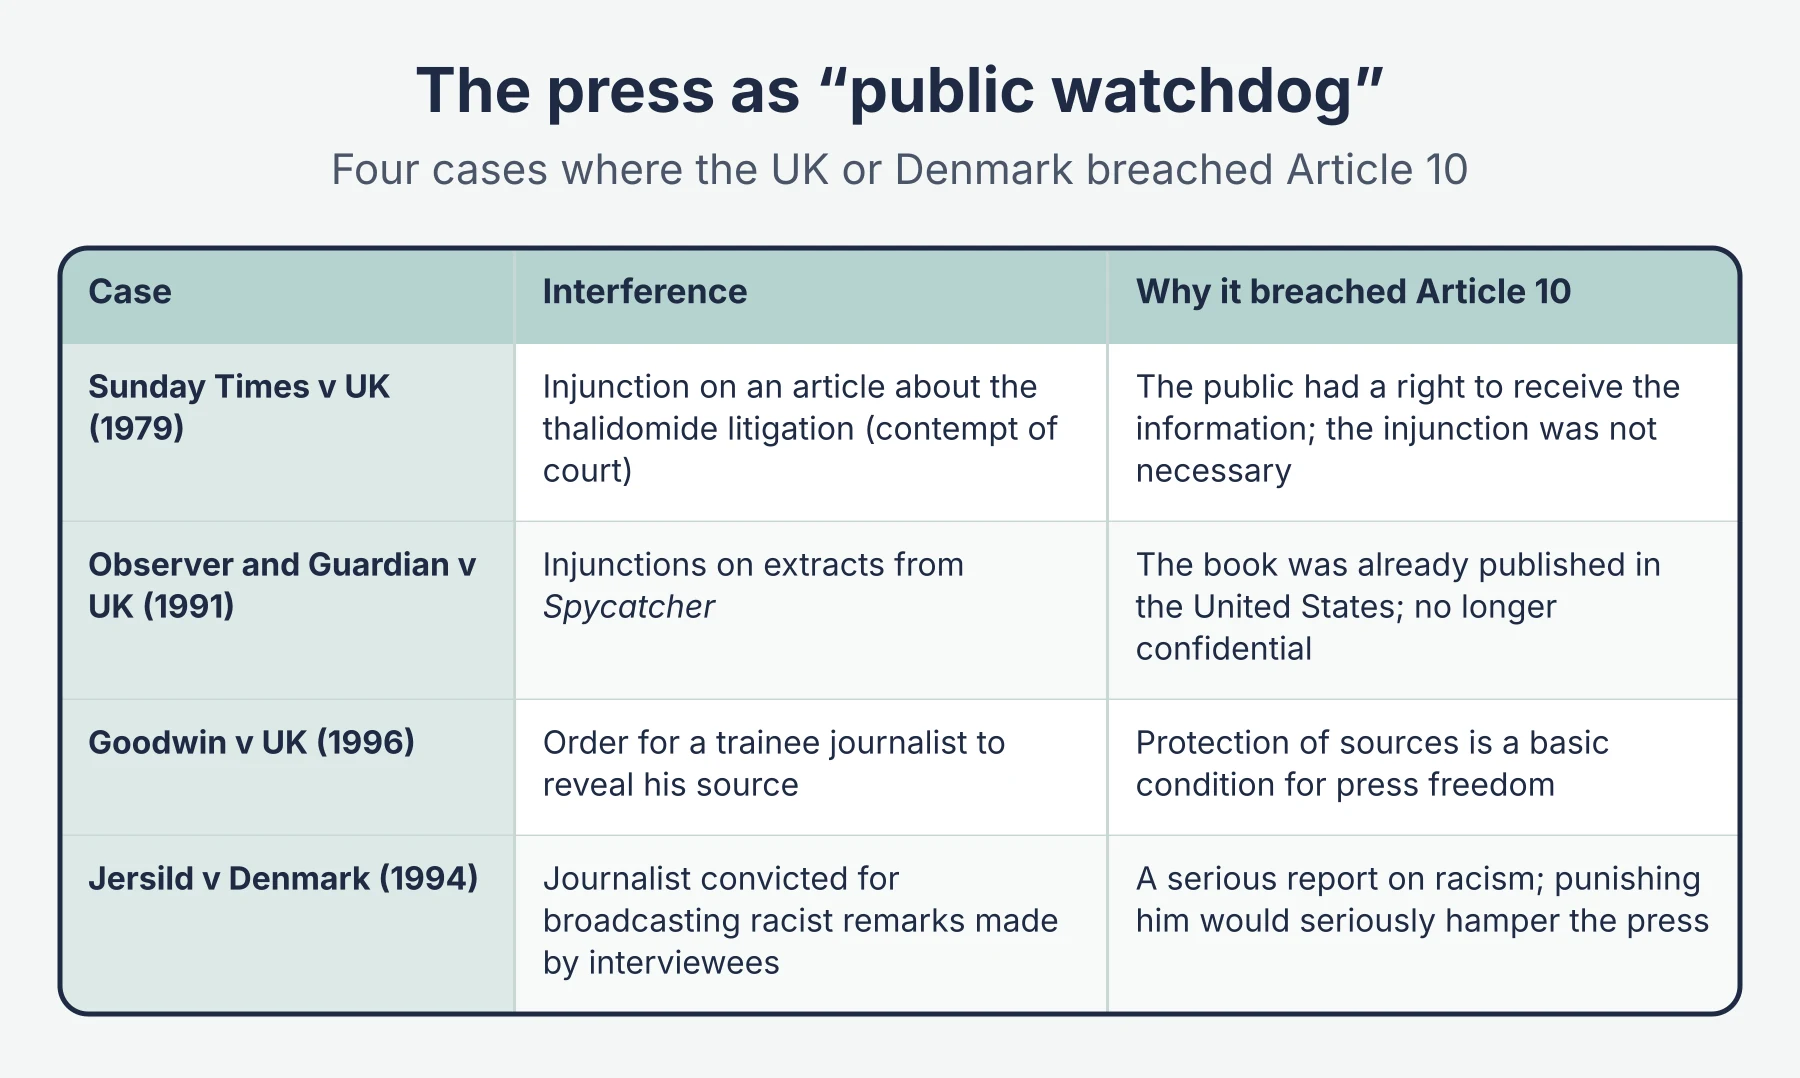 The press as “public watchdog”
Four cases where the UK or Denmark breached Article 10
Case
Interference
Why it breached Article 10
Sunday Times v UK
(1979)
Injunction on an article about the
thalidomide litigation (contempt of
court)
The public had a right to receive the
information; the injunction was not
necessary
Observer and Guardian v
UK (1991)
Injunctions on extracts from
Spycatcher
The book was already published in
the United States; no longer
confidential
Goodwin v UK (1996)
Order for a trainee journalist to
reveal his source
Protection of sources is a basic
condition for press freedom
Jersild v Denmark (1994)
Journalist convicted for
broadcasting racist remarks made
by interviewees
A serious report on racism; punishing
him would seriously hamper the press